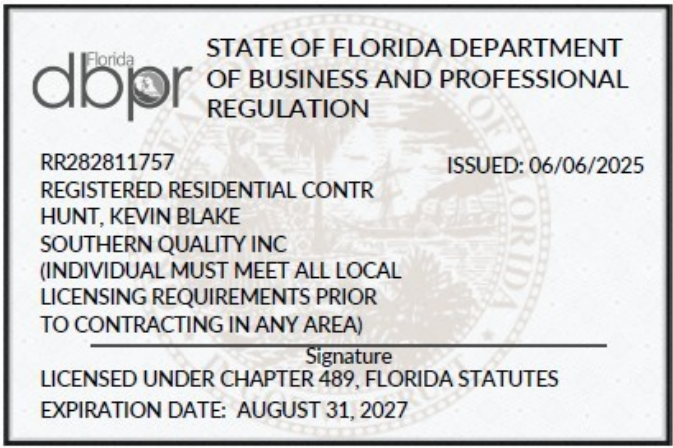 Florida
dbpr
STATE OF FLORIDA DEPARTMENT
OF BUSINESS AND PROFESSIONAL
REGULATION
RR282811757
ISSUED: 06/06/2025
REGISTERED RESIDENTIAL CONTR
HUNT, KEVIN BLAKE
SOUTHERN QUALITY INC
(INDIVIDUAL MUST MEET ALL LOCAL
LICENSING REQUIREMENTS PRIOR
TO CONTRACTING IN ANY AREA)
Signature
LICENSED UNDER CHAPTER 489, FLORIDA STATUTES
EXPIRATION DATE: AUGUST 31, 2027